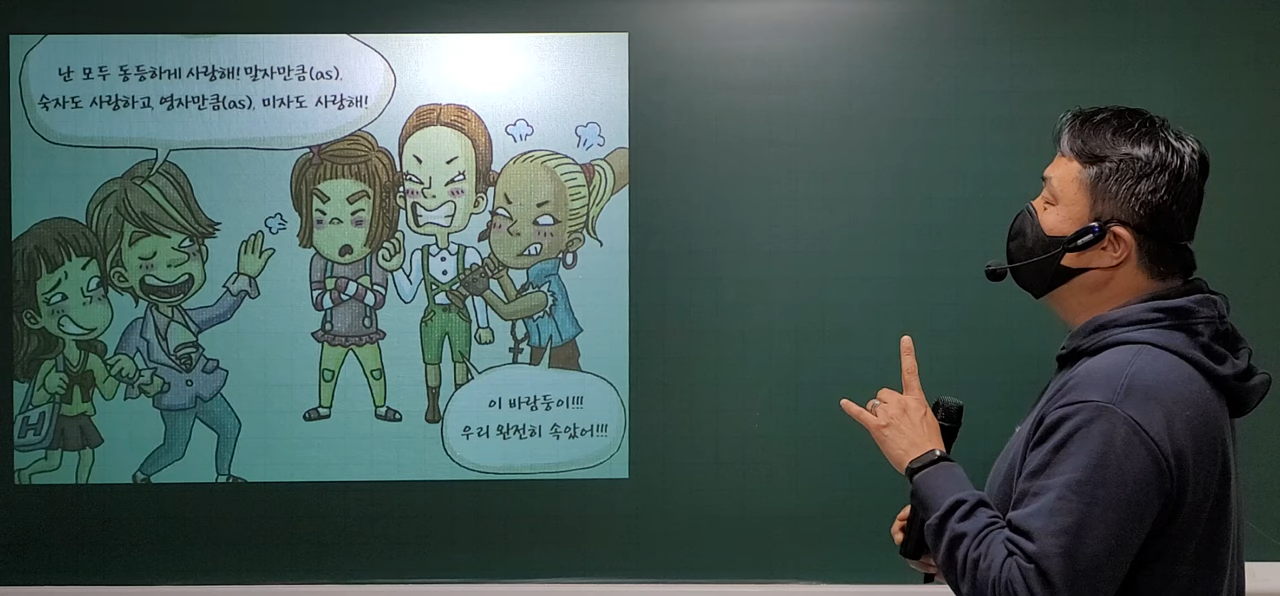 난 모두 동등하게 사랑해! 말자만큼(as),
숙자도 사랑하고, 영자만큼(as), 미자도 사랑해!
H
이 바람둥이!!!
우리 완전히 속았어!!!